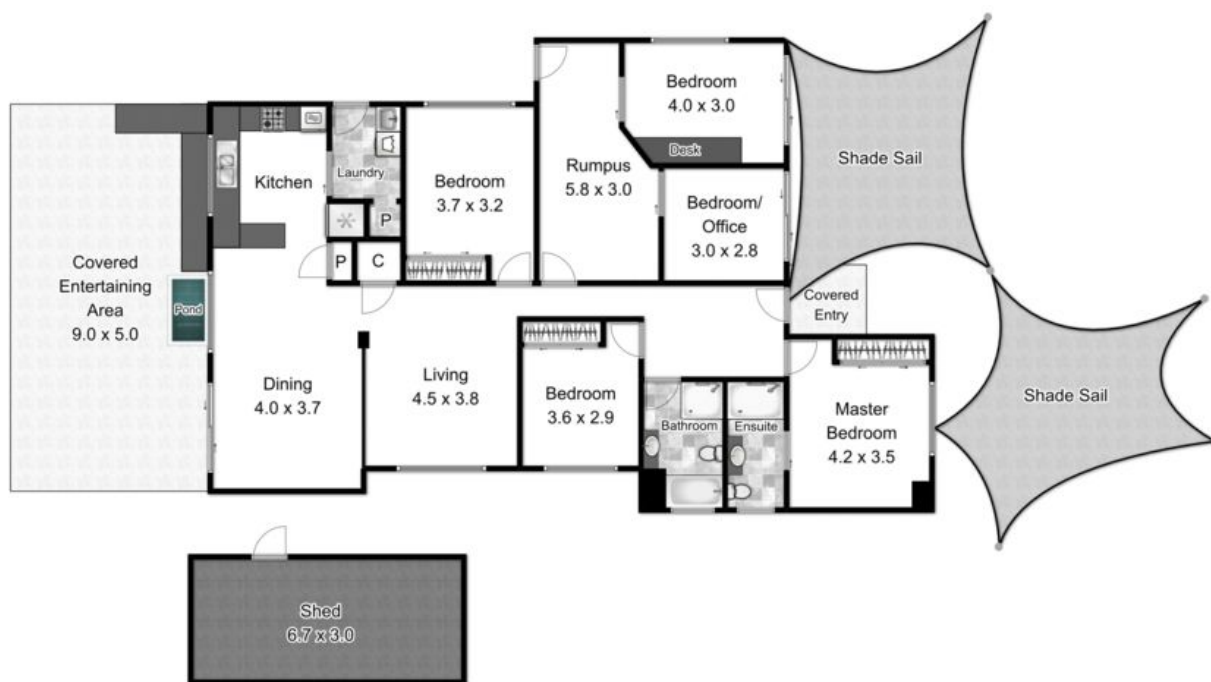 Bedroom
4.0 x 3.0
Desk
Shade Sail
Rumpus
5.8 x 3.0
Bedroom/
Office
3.0 x 2.8
Kitchen
Laundry
P
Bedroom
3.7 x 3.2
P
C
Covered
Entertaining
Area
9.0 x 5.0
Pond
Covered
Entry
Dining
4.0 x 3.7
Living
4.5 x 3.8
Bedroom
3.6 x 2.9
Bathroom
Ensuite
Master
Bedroom
4.2 x 3.5
Shade Sail
Shed
6.7 x 3.0